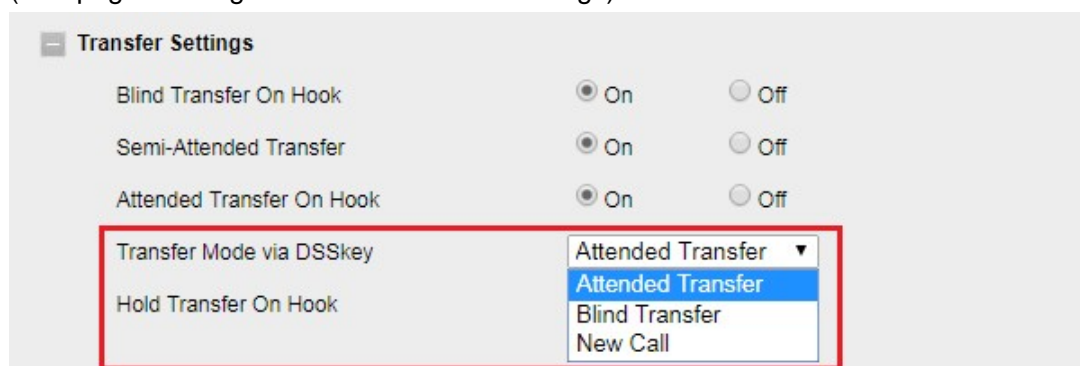 Transfer Settings
Blind Transfer On Hook On Off
Semi-Attended Transfer On Off
Attended Transfer On Hook On Off
Transfer Mode via DSSkey Attended Transfer
Attended Transfer
Hold Transfer On Hook Blind Transfer
New Call